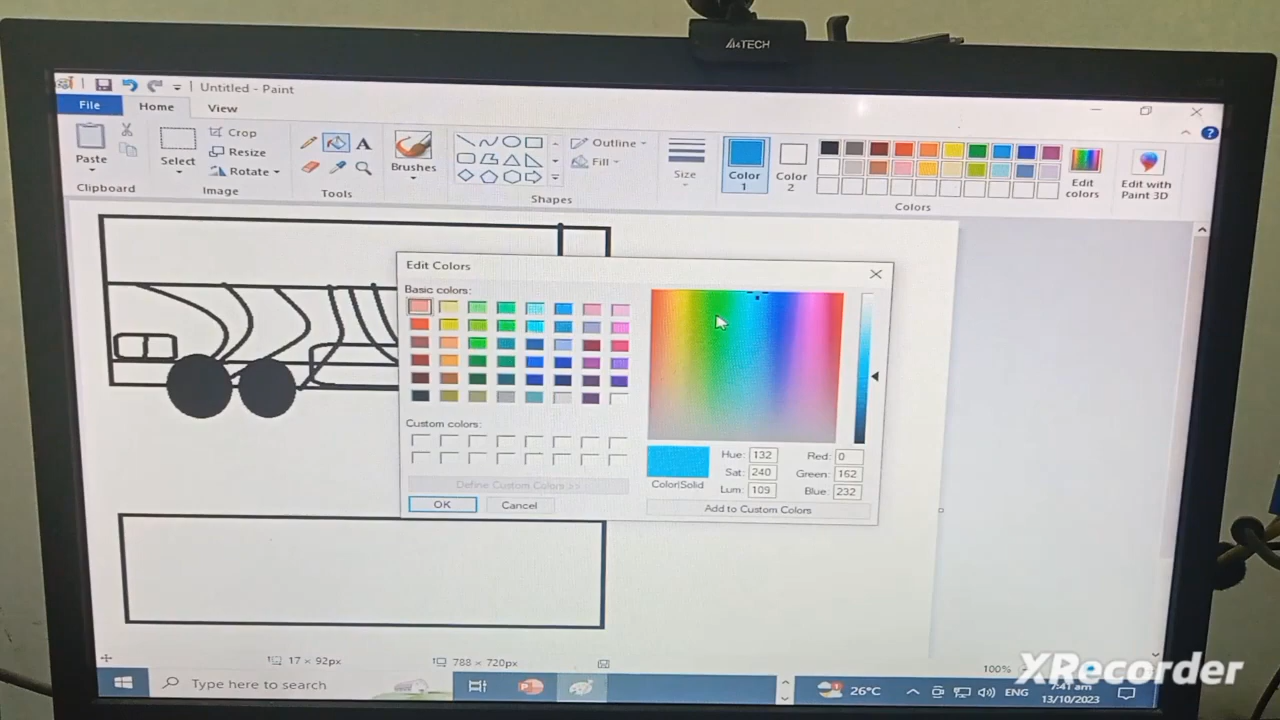 A4TECH
Untitled - Paint
File Home View
Paste
Clipboard
Select
Crop
Resize
Rotate
Image
Tools
Brushes
Outline
Fill
Shapes
Size
Color 1
Color 2
Edit colors
Edit with Paint 3D
Colors
Edit Colors
Basic colors:
Custom colors:
Define Custom Colors >>
OK Cancel
Color|Solid
Hue: 132 Red: 0
Sat: 240 Green: 162
Lum: 109 Blue: 232
Add to Custom Colors
17 × 92px 788 × 720px 100%
XRecorder
Type here to search
26°C ENG 7:41 am
13/10/2023